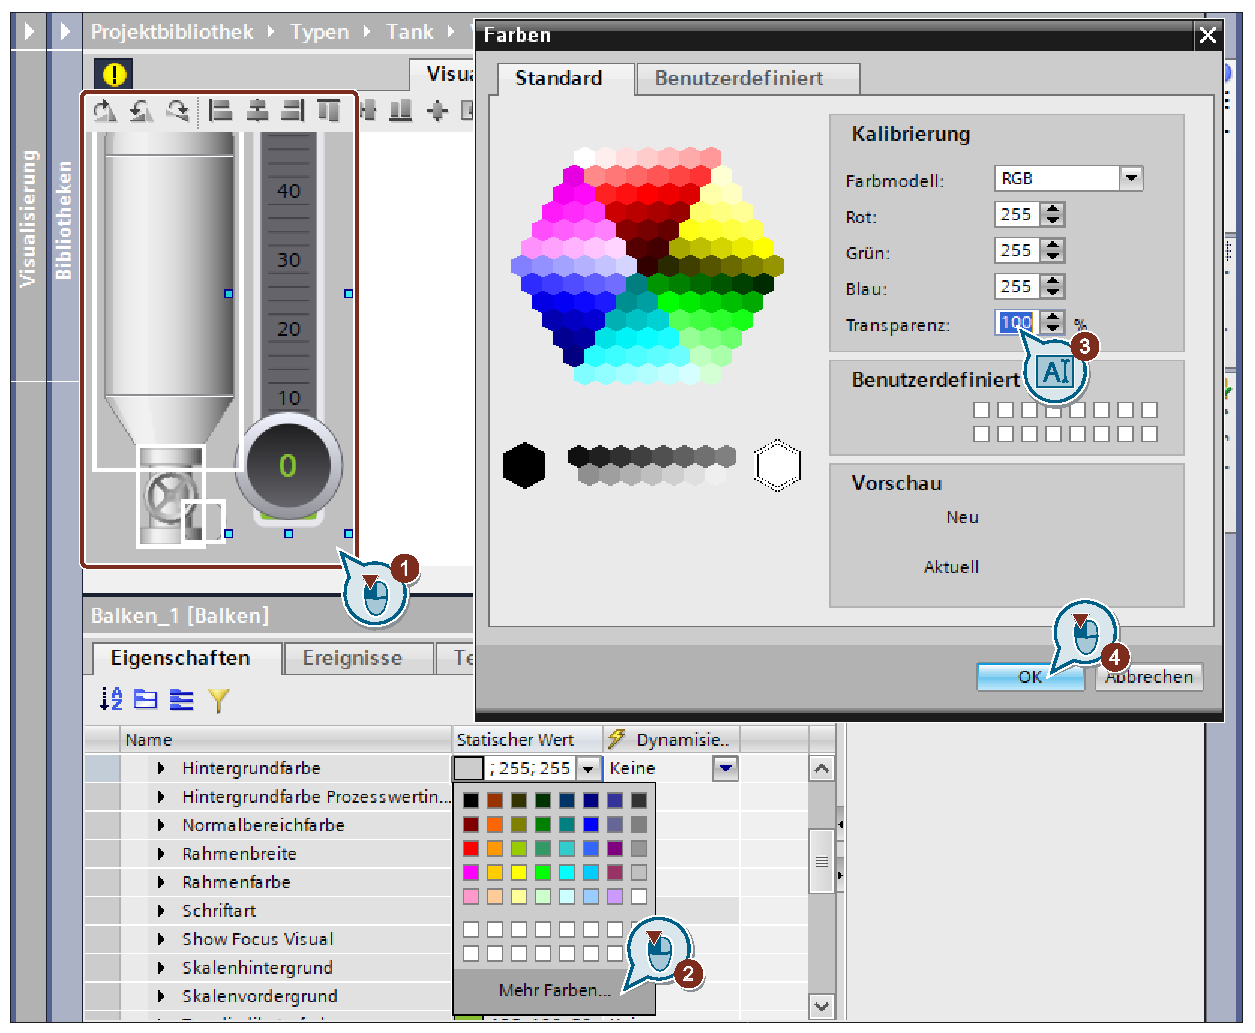 Projektbibliothek ▸ Typen ▸ Tank ▸
Visualisierung
Bibliotheken
40
30
20
10
0
1
Farben
Standard
Benutzerdefiniert
Kalibrierung
Farbmodell: RGB
Rot: 255
Grün: 255
Blau: 255
Transparenz: 100 %
3
AI
Benutzerdefiniert
Vorschau
Neu
Aktuell
4
OK
Abbrechen
Balken_1 [Balken]
Eigenschaften
Ereignisse
Name
Statischer Wert
Dynamisie..
Hintergrundfarbe
; 255; 255
Keine
Hintergrundfarbe Prozesswertin...
Normalbereichfarbe
Rahmenbreite
Rahmenfarbe
Schriftart
Show Focus Visual
Skalenhintergrund
Skalenvordergrund
Mehr Farben...
2